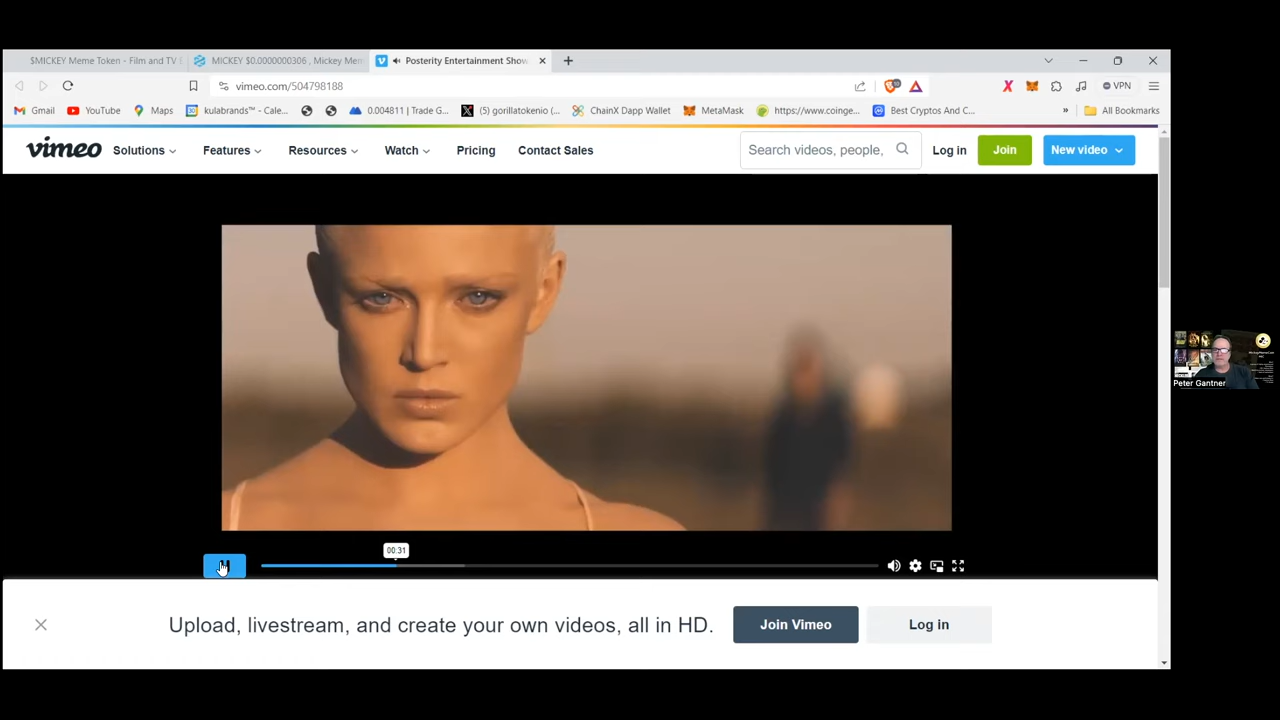 $MICKEY Meme Token - Film and TV
MICKEY $0.0000000306 , Mickey Mem
Posterity Entertainment Show
vimeo.com/504798188
VPN
Gmail
YouTube
Maps
kulabrands™ - Cale...
0.004811 | Trade G...
(5) gorillatokenio (...
ChainX Dapp Wallet
MetaMask
https://www.coinge...
Best Cryptos And C...
»
All Bookmarks
vimeo
Solutions
Features
Resources
Watch
Pricing
Contact Sales
Search videos, people,
Log in
Join
New video
00:31
Peter Gantner
Upload, livestream, and create your own videos, all in HD.
Join Vimeo
Log in